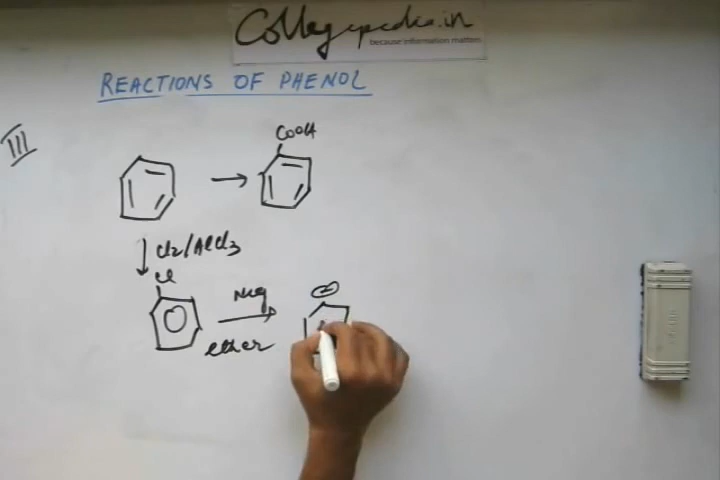 Collegepedia.in
because information matters
REACTIONS OF PHENOL
III
COOH
Cl2/AlCl3
Cl
Mg
ether
⊖